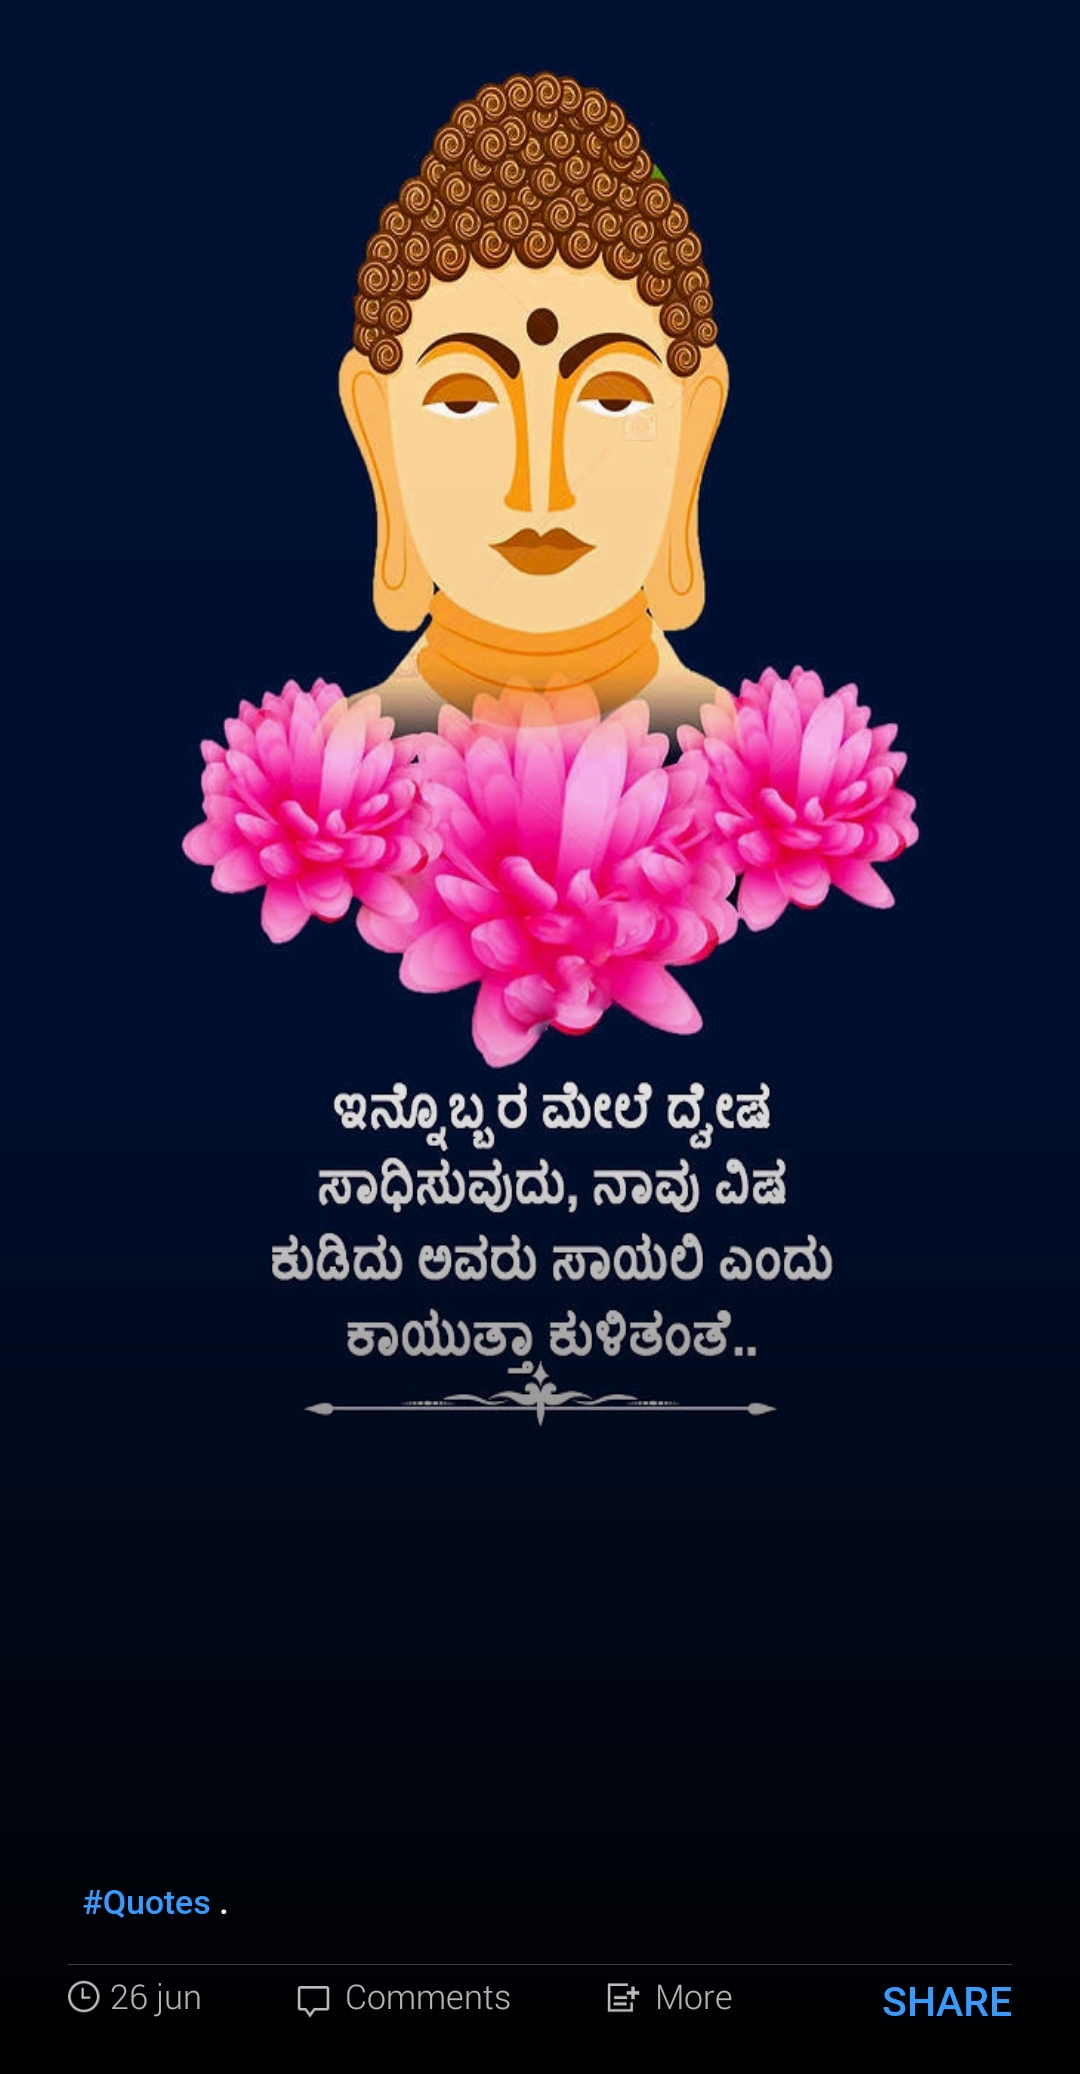 ಇನ್ನೊಬ್ಬರ ಮೇಲೆ ದ್ವೇಷ
ಸಾಧಿಸುವುದು, ನಾವು ವಿಷ
ಕುಡಿದು ಅವರು ಸಾಯಲಿ ಎಂದು
ಕಾಯುತ್ತಾ ಕುಳಿತಂತೆ..
#Quotes .
26 jun Comments More SHARE